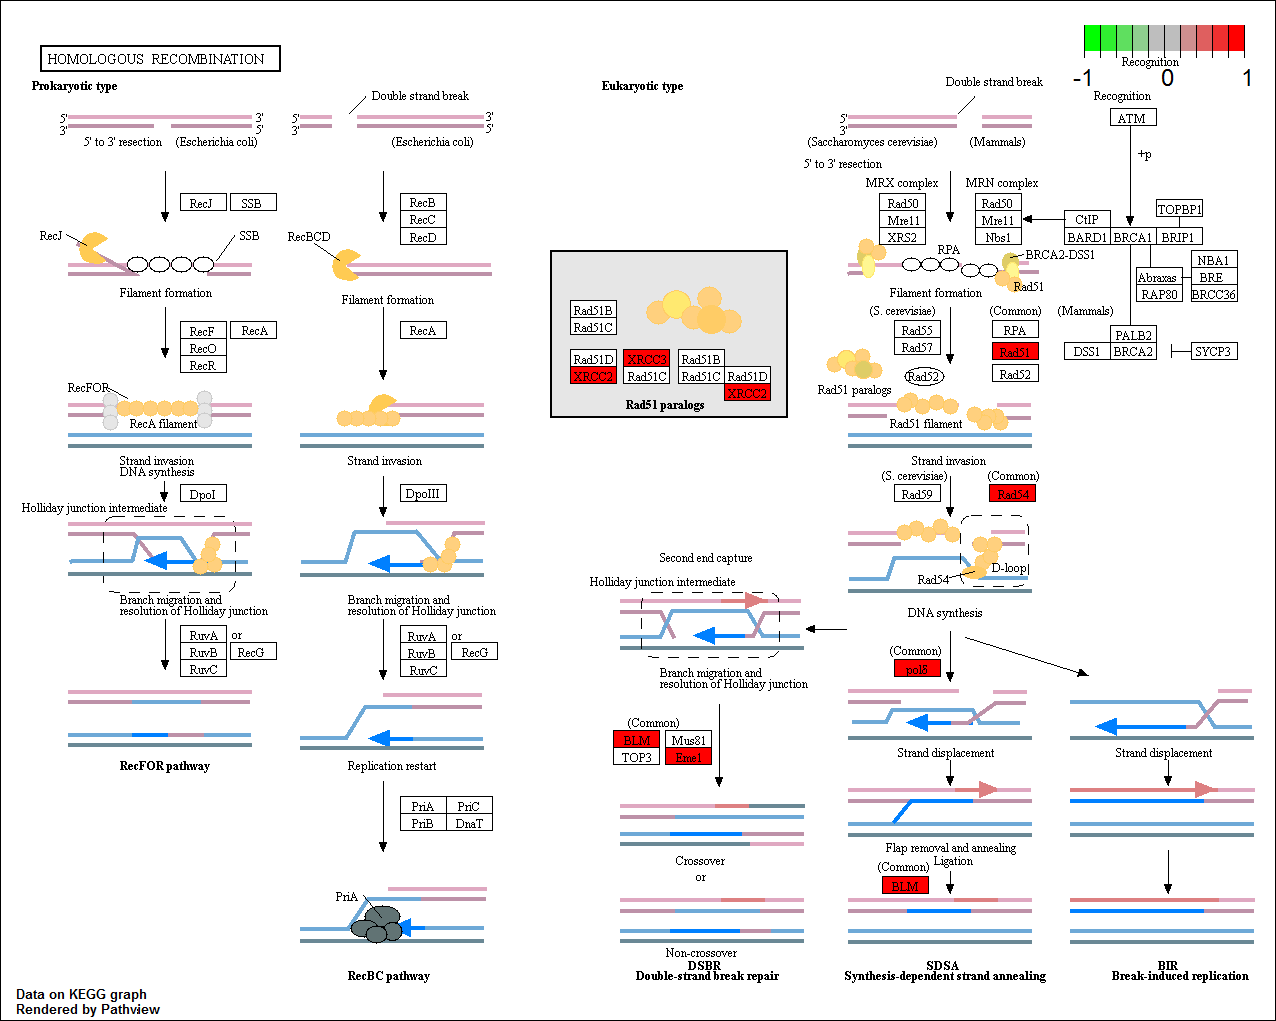 HOMOLOGOUS RECOMBINATION
Prokaryotic type
Double strand break
5'
3'
3'
5'
5' to 3' resection
(Escherichia coli)
5'
3'
3'
5'
(Escherichia coli)
RecJ
SSB
RecB
RecC
RecD
RecJ
SSB
RecBCD
Filament formation
Filament formation
RecF
RecA
RecO
RecR
RecA
RecFOR
RecA filament
Strand invasion
DNA synthesis
Strand invasion
DpoI
DpoIII
Holliday junction intermediate
Branch migration and
resolution of Holliday junction
Branch migration and
resolution of Holliday junction
RuvA
or
RuvB
RecG
RuvC
RuvA
or
RuvB
RecG
RuvC
RecFOR pathway
Replication restart
PriA
PriC
PriB
DnaT
PriA
RecBC pathway
Eukaryotic type
Double strand break
5'
3'
(Saccharomyces cerevisiae)
(Mammals)
5' to 3' resection
MRX complex
MRN complex
Rad50
Mre11
XRS2
Rad50
Mre11
Nbs1
RPA
BRCA2-DSS1
Rad51
Filament formation
(S. cerevisiae)
(Common)
(Mammals)
Rad55
Rad57
RPA
Rad51
Rad52
Rad52
Rad51 paralogs
Rad51 filament
Strand invasion
(S. cerevisiae)
(Common)
Rad59
Rad54
D-loop
Rad54
DNA synthesis
-1
0
1
Recognition
Recognition
ATM
+p
TOPBP1
CtIP
BARD1
BRCA1
BRIP1
NBA1
Abraxas
BRE
RAP80
BRCC36
PALB2
DSS1
BRCA2
SYCP3
Rad51B
Rad51C
Rad51D
XRCC2
XRCC3
Rad51C
Rad51B
Rad51C
Rad51D
XRCC2
Rad51 paralogs
Second end capture
Holliday junction intermediate
Branch migration and
resolution of Holliday junction
(Common)
BLM
Mus81
TOP3
Eme1
Crossover
or
Non-crossover
DSBR
Double-strand break repair
(Common)
polδ
Strand displacement
Flap removal and annealing
Ligation
(Common)
BLM
SDSA
Synthesis-dependent strand annealing
Strand displacement
BIR
Break-induced replication
Data on KEGG graph
Rendered by Pathview